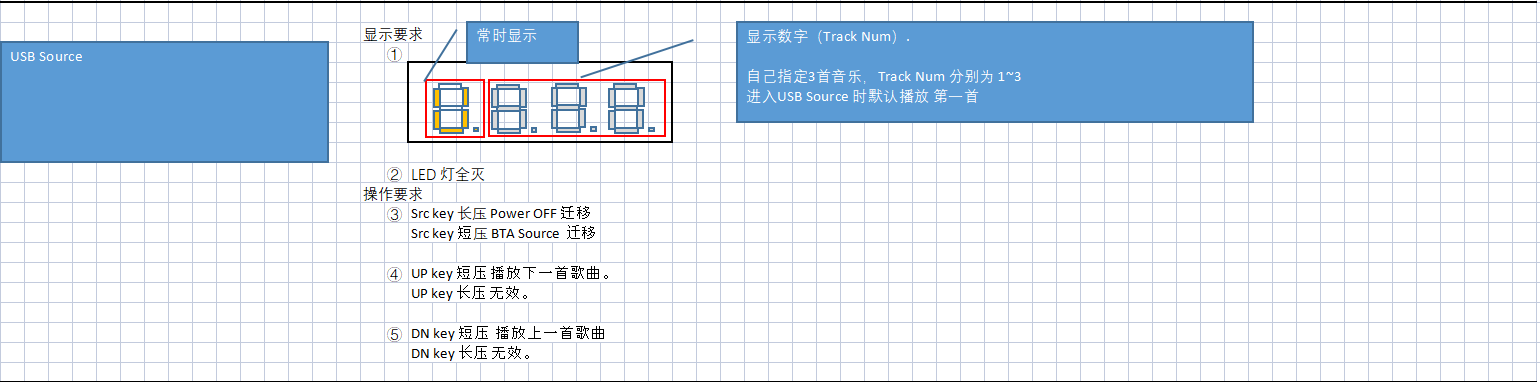 USB Source
显示要求
常时显示
显示数字（Track Num）.
自己指定3首音乐，Track Num 分别为 1~3
进入USB Source 时默认播放 第一首
①
② LED 灯全灭
操作要求
③ Src key 长压 Power OFF 迁移
Src key 短压 BTA Source 迁移
④ UP key 短压 播放下一首歌曲。
UP key 长压 无效。
⑤ DN key 短压 播放上一首歌曲
DN key 长压 无效。